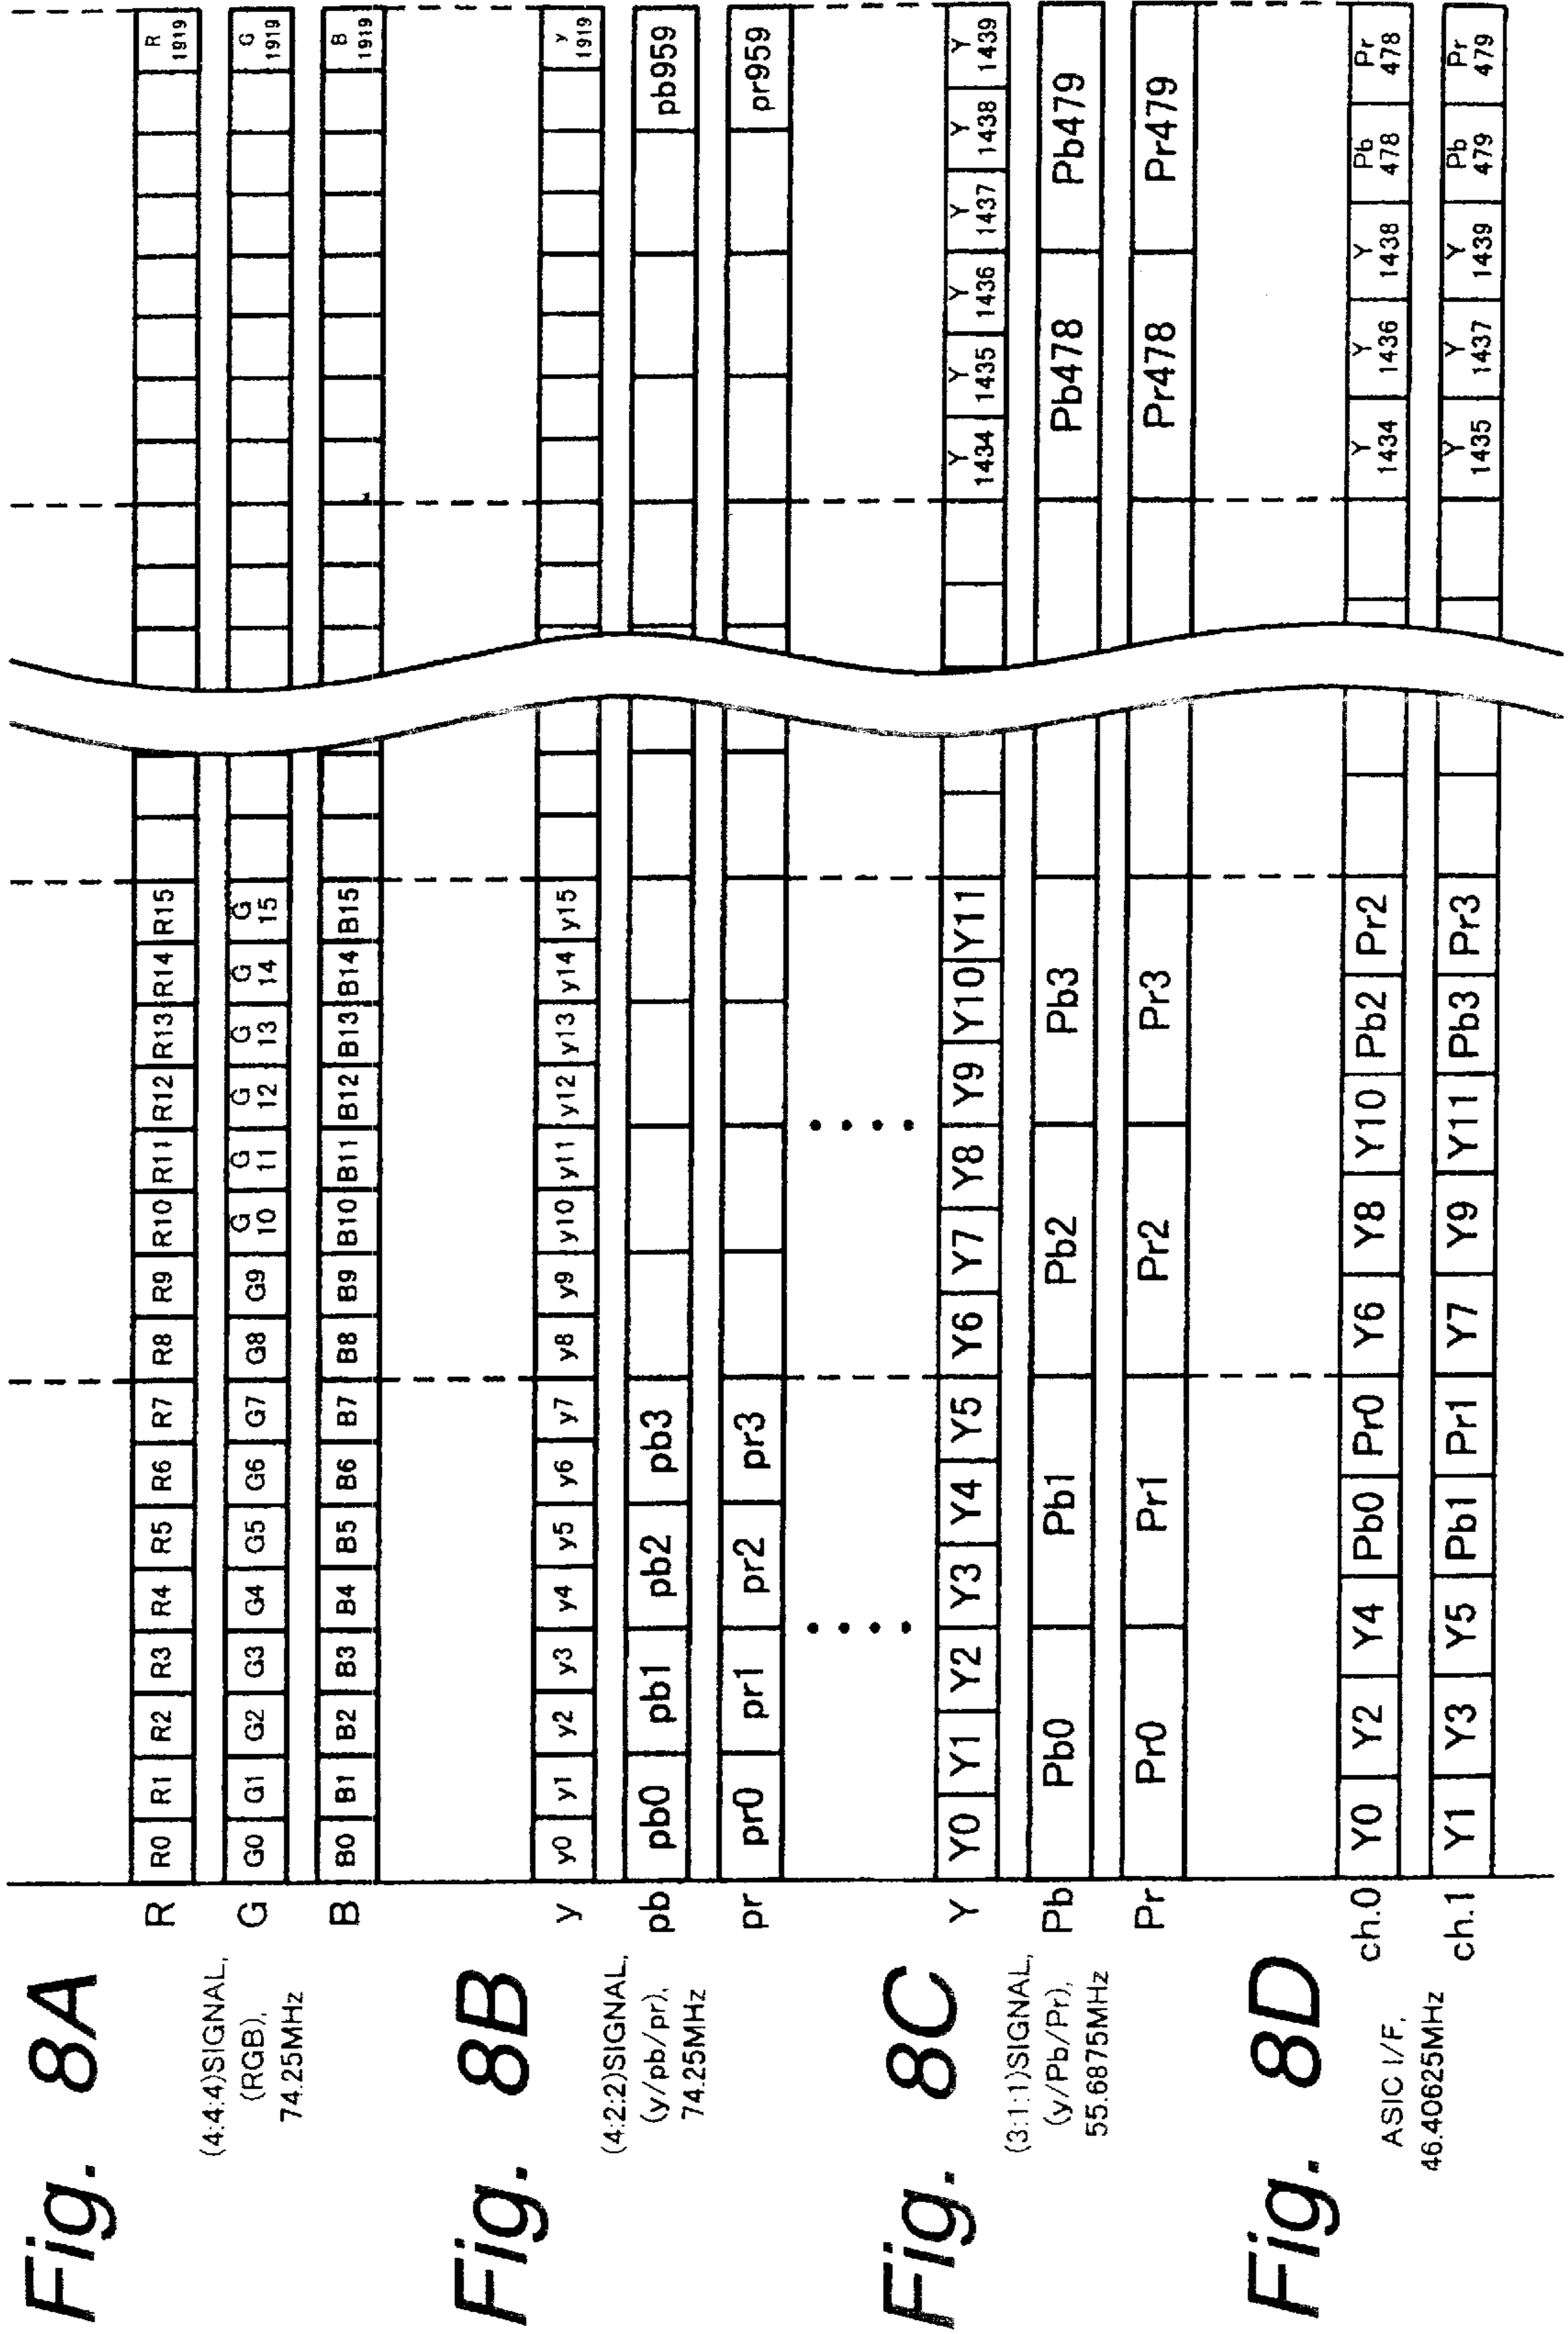 Fig. 8A
(4:4:4)SIGNAL,
(RGB),
74.25MHz
R R0 R1 R2 R3 R4 R5 R6 R7 R8 R9 R10 R11 R12 R13 R14 R15 R 1919
G G0 G1 G2 G3 G4 G5 G6 G7 G8 G9 G 10 G 11 G 12 G 13 G 14 G 15 G 1919
B B0 B1 B2 B3 B4 B5 B6 B7 B8 B9 B10 B11 B12 B13 B14 B15 B 1919
Fig. 8B
(4:2:2)SIGNAL,
(y/pb/pr),
74.25MHz
y y0 y1 y2 y3 y4 y5 y6 y7 y8 y9 y10 y11 y12 y13 y14 y15 y 1919
pb pb0 pb1 pb2 pb3 pb959
pr pr0 pr1 pr2 pr3 pr959
Fig. 8C
(3:1:1)SIGNAL,
(y/Pb/Pr),
55.6875MHz
Y Y0 Y1 Y2 Y3 Y4 Y5 Y6 Y7 Y8 Y9 Y10 Y11 Y 1434 Y 1435 Y 1436 Y 1437 Y 1438 Y 1439
Pb Pb0 Pb1 Pb2 Pb3 Pb478 Pb479
Pr Pr0 Pr1 Pr2 Pr3 Pr478 Pr479
Fig. 8D
ASIC I/F,
46.40625MHz
ch.0 Y0 Y2 Y4 Pb0 Pr0 Y6 Y8 Y10 Pb2 Pr2 Y 1434 Y 1436 Y 1438 Pb 478 Pr 478
ch.1 Y1 Y3 Y5 Pb1 Pr1 Y7 Y9 Y11 Pb3 Pr3 Y 1435 Y 1437 Y 1439 Pb 479 Pr 479